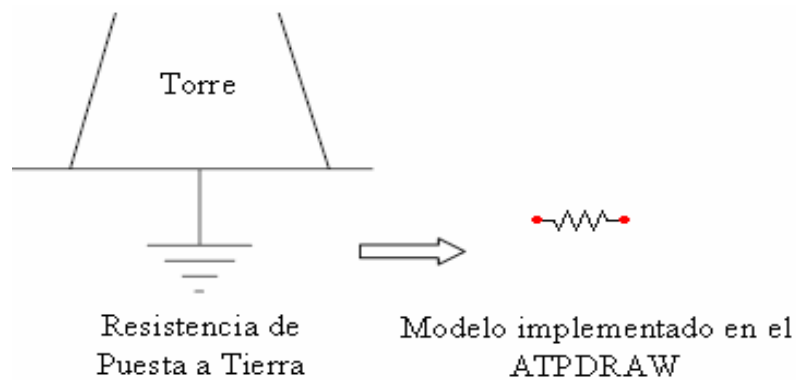 Torre
Resistencia de
Puesta a Tierra
Modelo implementado en el
ATPDRAW